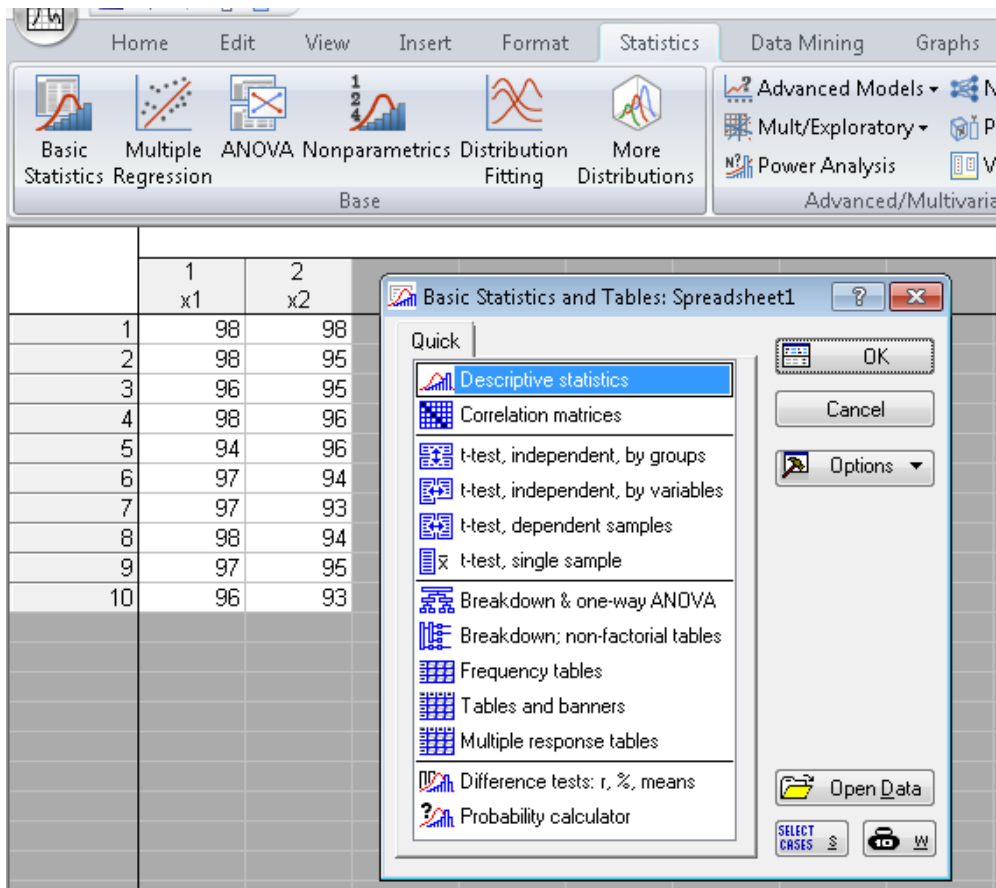 Home Edit View Insert Format Statistics Data Mining Graphs
Basic Statistics
Multiple Regression
ANOVA
1 2 4
Nonparametrics
Distribution Fitting
More Distributions
Base
Advanced Models
Mult/Exploratory
N? Power Analysis
1 2
x1 x2
1 98 98
2 98 95
3 96 95
4 98 96
5 94 96
6 97 94
7 97 93
8 98 94
9 97 95
10 96 93
Basic Statistics and Tables: Spreadsheet1 ?
Quick
Descriptive statistics
Correlation matrices
t-test, independent, by groups
t-test, independent, by variables
t-test, dependent samples
t-test, single sample
Breakdown & one-way ANOVA
Breakdown; non-factorial tables
Frequency tables
Tables and banners
Multiple response tables
Difference tests: r, %, means
Probability calculator
OK
Cancel
Options
Open Data
SELECT CASES S W